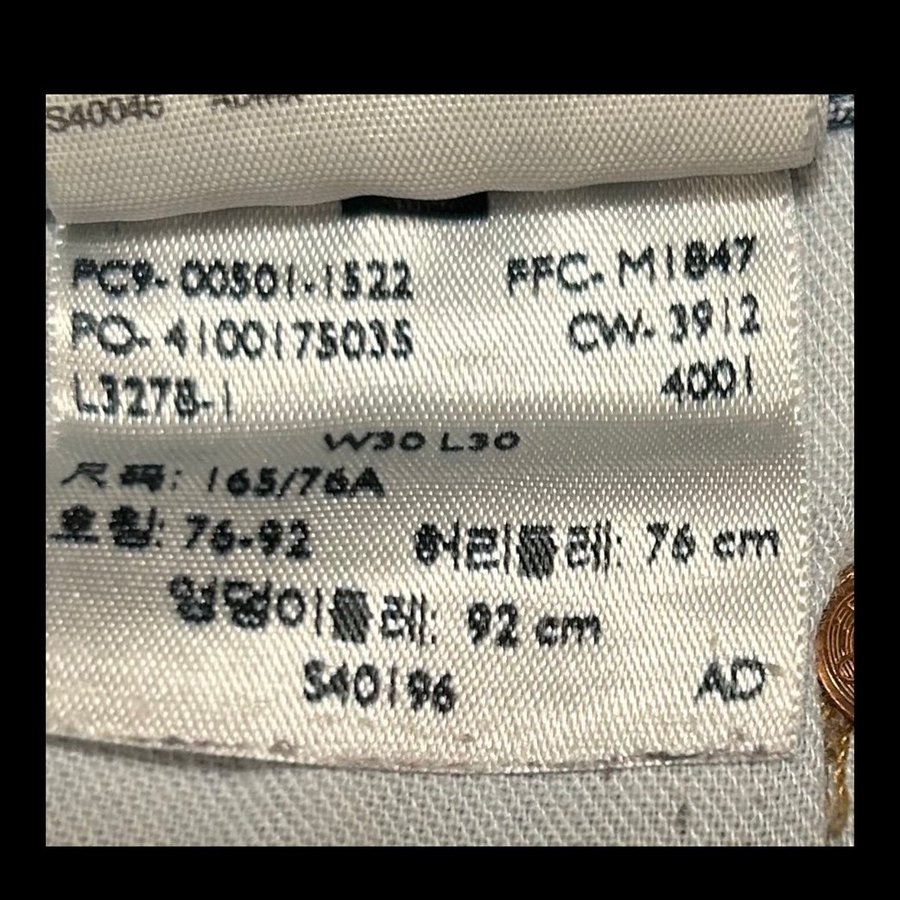 S40046
PC9- 00501-1522 FFC- M1847
PO- 4100175035 CW- 3912
L3278-1 4001
W30 L30
尺码: 165/76A
호칭: 76-92 허리둘레: 76 cm
엉덩이둘레: 92 cm
S40196 AD